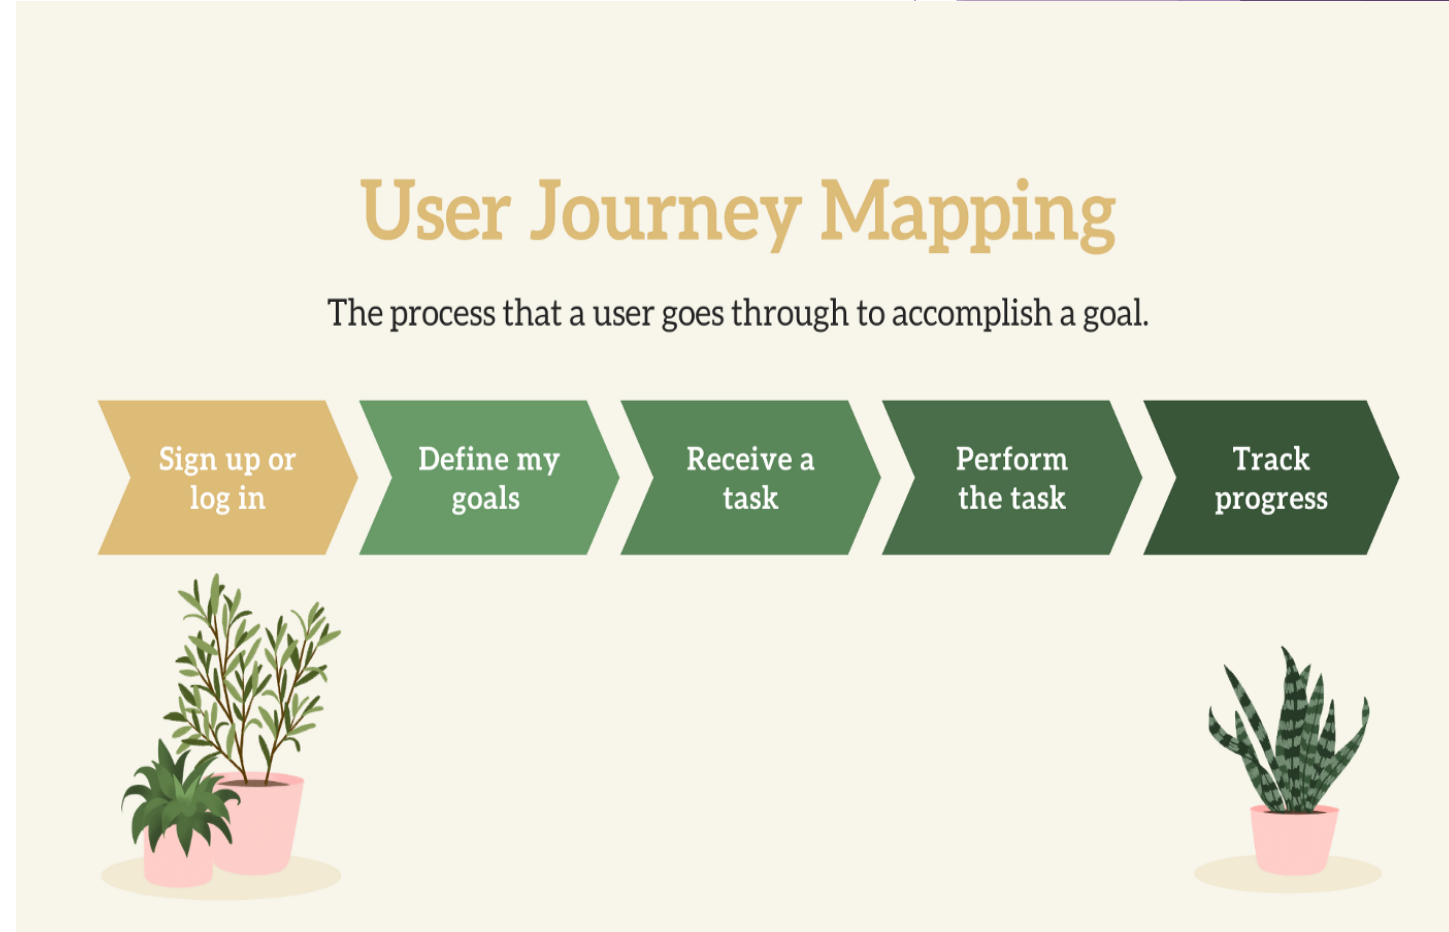 User Journey Mapping
The process that a user goes through to accomplish a goal.
Sign up or
log in
Define my
goals
Receive a
task
Perform
the task
Track
progress